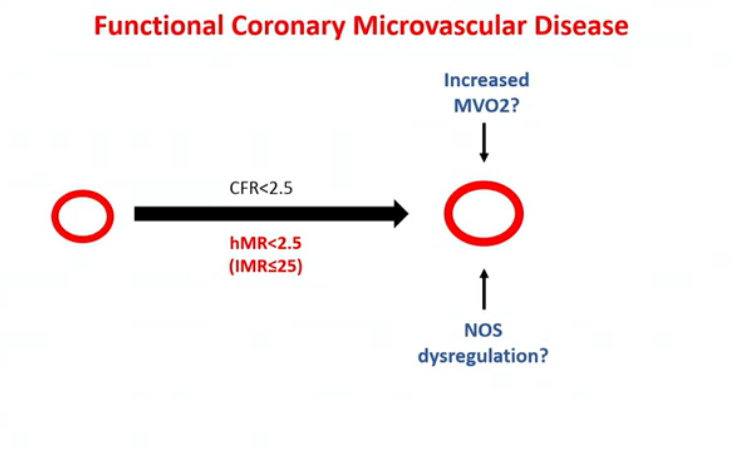 Functional Coronary Microvascular Disease
Increased
MVO2?
CFR<2.5
hMR<2.5
(IMR≤25)
NOS
dysregulation?